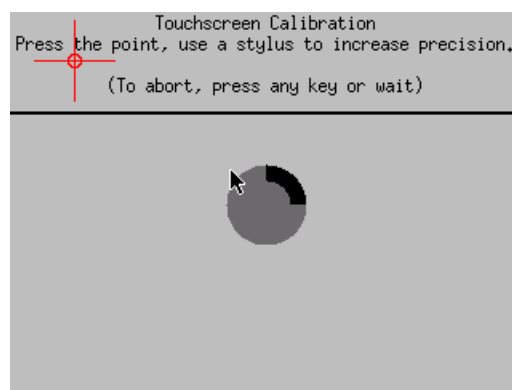 Touchscreen Calibration
Press the point, use a stylus to increase precision.
(To abort, press any key or wait)